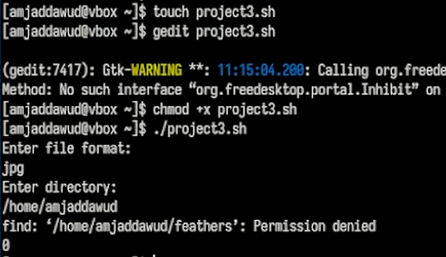 [amjaddawud@vbox ~]$ touch project3.sh
[amjaddawud@vbox ~]$ gedit project3.sh
(gedit:7417): Gtk-WARNING **: 11:15:04.200: Calling org.freede
Method: No such interface “org.freedesktop.portal.Inhibit” on
[amjaddawud@vbox ~]$ chmod +x project3.sh
[amjaddawud@vbox ~]$ ./project3.sh
Enter file format:
jpg
Enter directory:
/home/amjaddawud
find: ‘/home/amjaddawud/feathers’: Permission denied
0